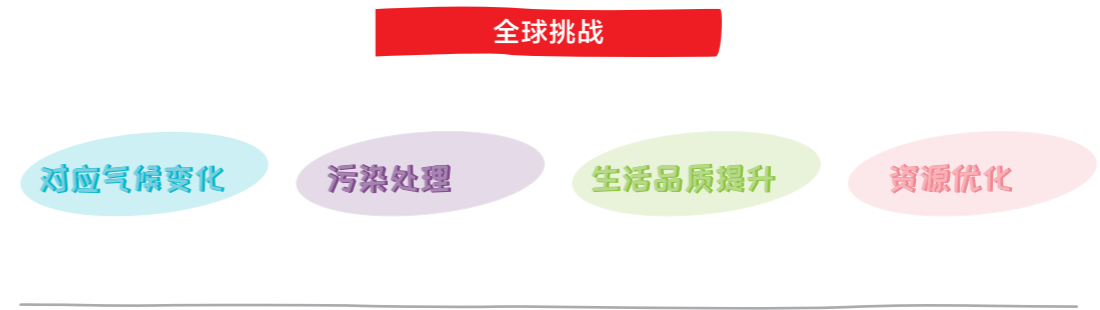 全球挑战
对应气候变化
污染处理
生活品质提升
资源优化